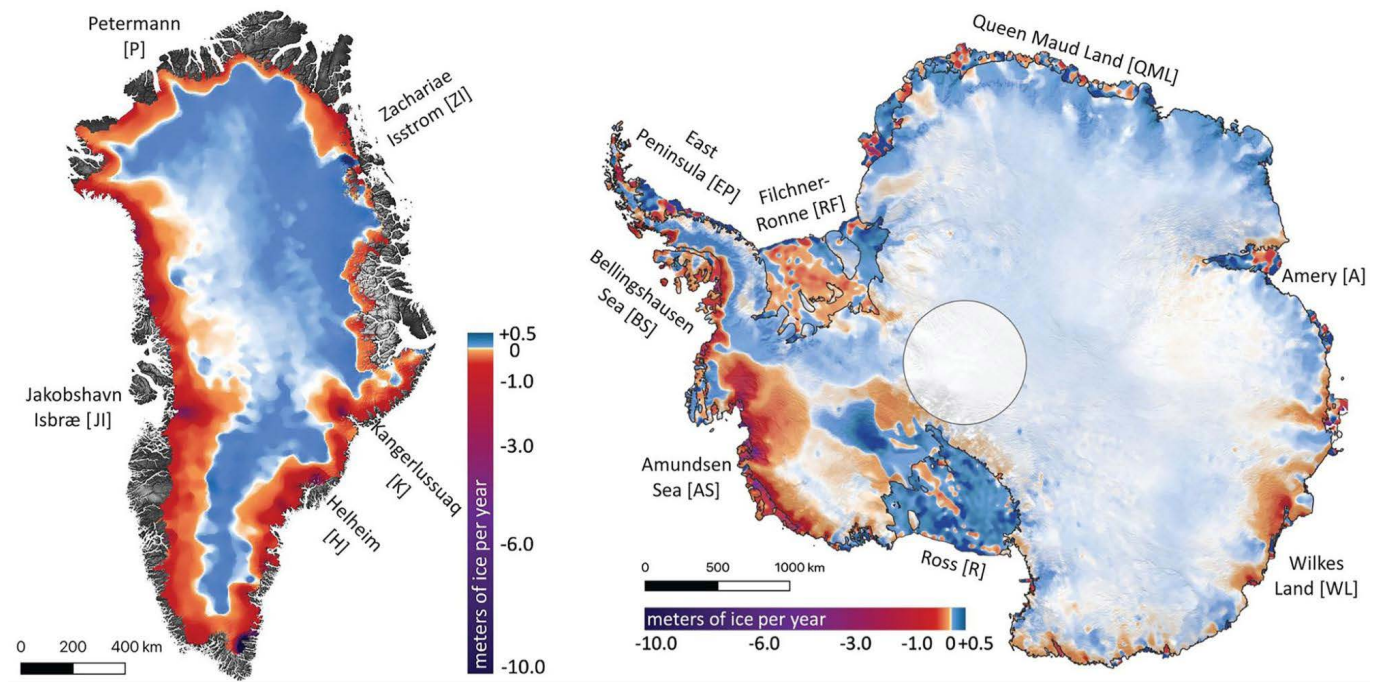 Petermann
[P]
Zachariae
Isstrom [ZI]
Jakobshavn
Isbræ [JI]
Kangerlussuaq
[K]
Helheim
[H]
0 200 400 km
+0.5
0
-1.0
-3.0
-6.0
-10.0
meters of ice per year
Queen Maud Land [QML]
East
Peninsula [EP]
Filchner-
Ronne [RF]
Bellingshausen
Sea [BS]
Amery [A]
Amundsen
Sea [AS]
Ross [R]
Wilkes
Land [WL]
0 500 1000 km
meters of ice per year
-10.0 -6.0 -3.0 -1.0 0 +0.5